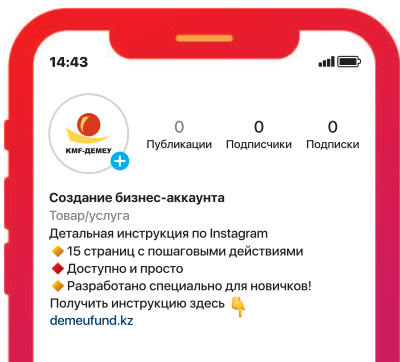 14:43
KMF-ДЕМЕУ
0 0 0
Публикации Подписчики Подписки
Создание бизнес-аккаунта
Товар/услуга
Детальная инструкция по Instagram
15 страниц с пошаговыми действиями
Доступно и просто
Разработано специально для новичков!
Получить инструкцию здесь
demeufund.kz